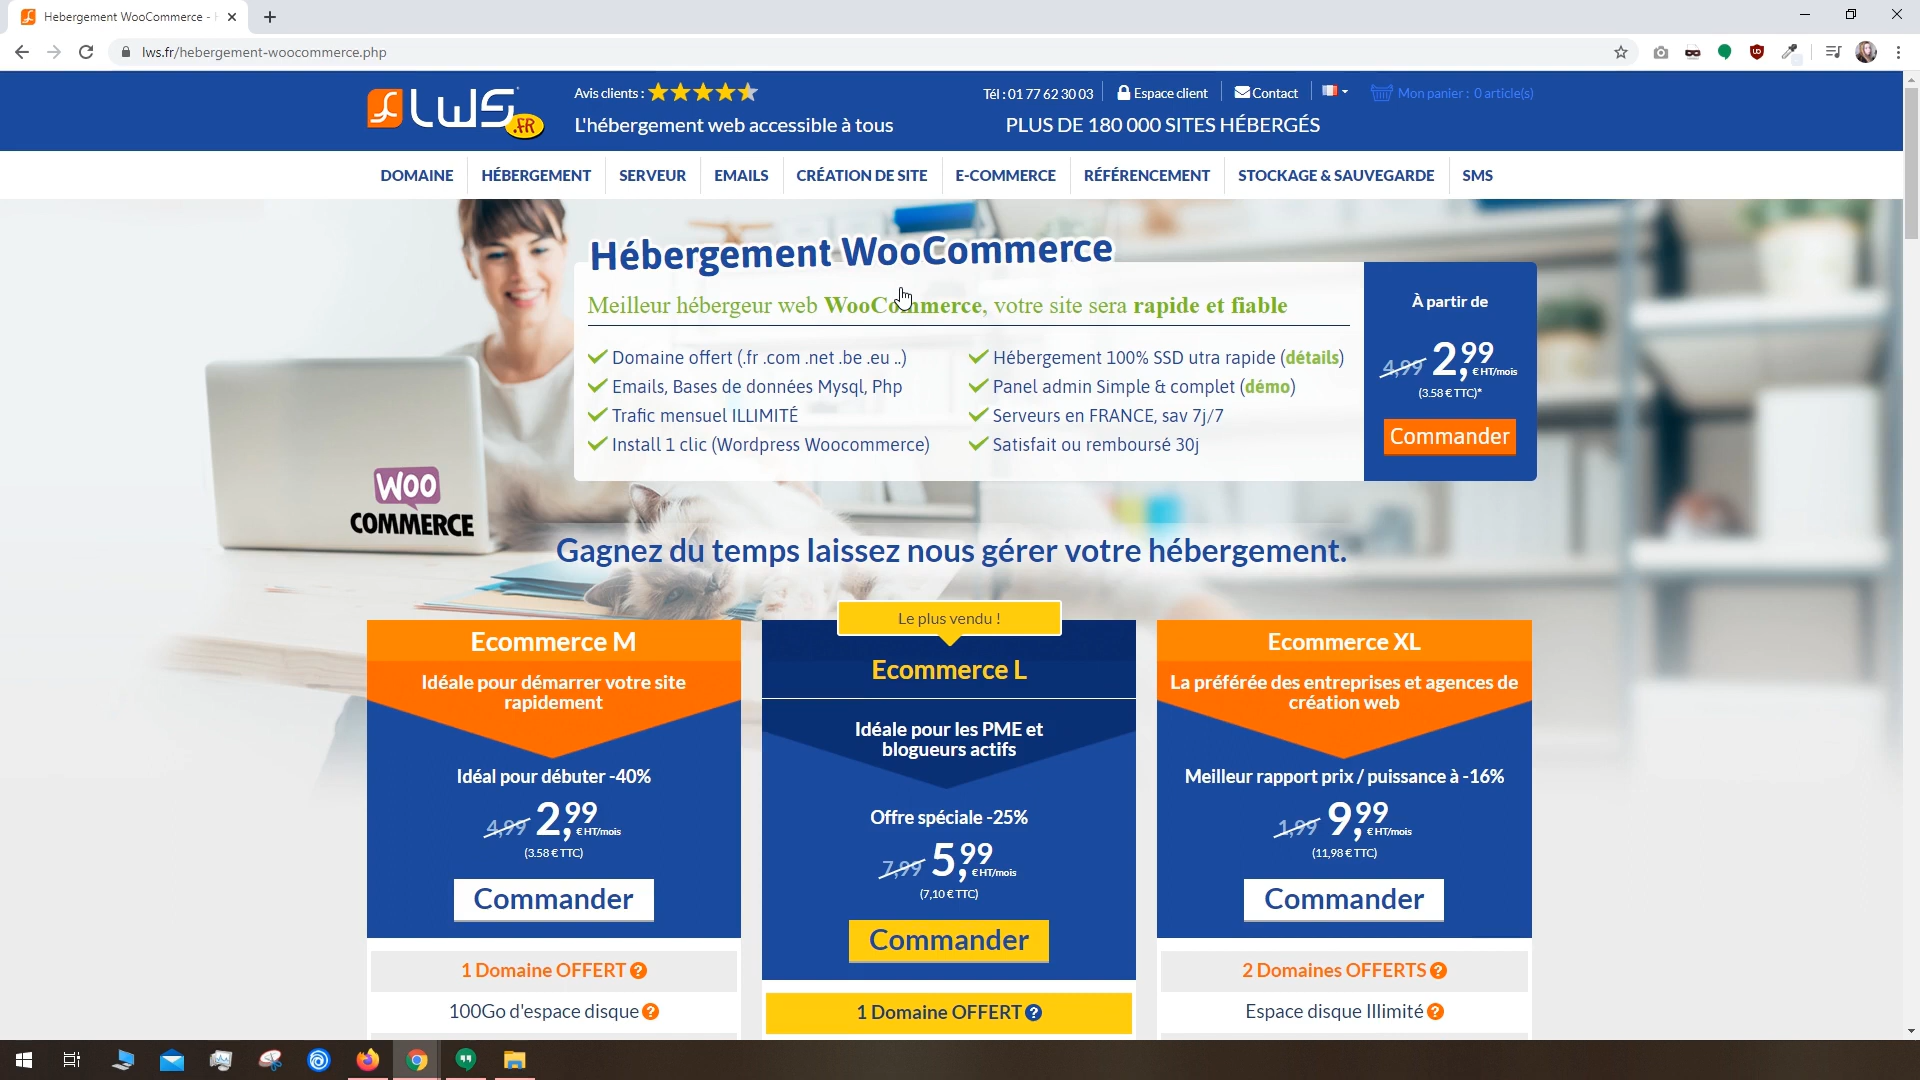 Hebergement WooCommerce -
lws.fr/hebergement-woocommerce.php
LWS
.FR
Avis clients :
L'hébergement web accessible à tous
Tél : 01 77 62 30 03
Espace client
Contact
Mon panier : 0 article(s)
PLUS DE 180 000 SITES HÉBERGÉS
DOMAINE
HÉBERGEMENT
SERVEUR
EMAILS
CRÉATION DE SITE
E-COMMERCE
RÉFÉRENCEMENT
STOCKAGE & SAUVEGARDE
SMS
Hébergement WooCommerce
Meilleur hébergeur web WooCommerce, votre site sera rapide et fiable
Domaine offert (.fr .com .net .be .eu ..)
Emails, Bases de données Mysql, Php
Trafic mensuel ILLIMITÉ
Install 1 clic (Wordpress Woocommerce)
Hébergement 100% SSD utra rapide (détails)
Panel admin Simple & complet (démo)
Serveurs en FRANCE, sav 7j/7
Satisfait ou remboursé 30j
À partir de
4,99 2,99 € HT/mois
(3.58 € TTC)*
Commander
WOO
COMMERCE
Gagnez du temps laissez nous gérer votre hébergement.
Ecommerce M
Idéale pour démarrer votre site
rapidement
Idéal pour débuter -40%
4,99 2,99 € HT/mois
(3.58 € TTC)
Commander
1 Domaine OFFERT ?
100Go d'espace disque ?
Le plus vendu !
Ecommerce L
Idéale pour les PME et
blogueurs actifs
Offre spéciale -25%
7,99 5,99 € HT/mois
(7,10 € TTC)
Commander
1 Domaine OFFERT ?
Ecommerce XL
La préférée des entreprises et agences de
création web
Meilleur rapport prix / puissance à -16%
1,99 9,99 € HT/mois
(11,98 € TTC)
Commander
2 Domaines OFFERTS ?
Espace disque Illimité ?